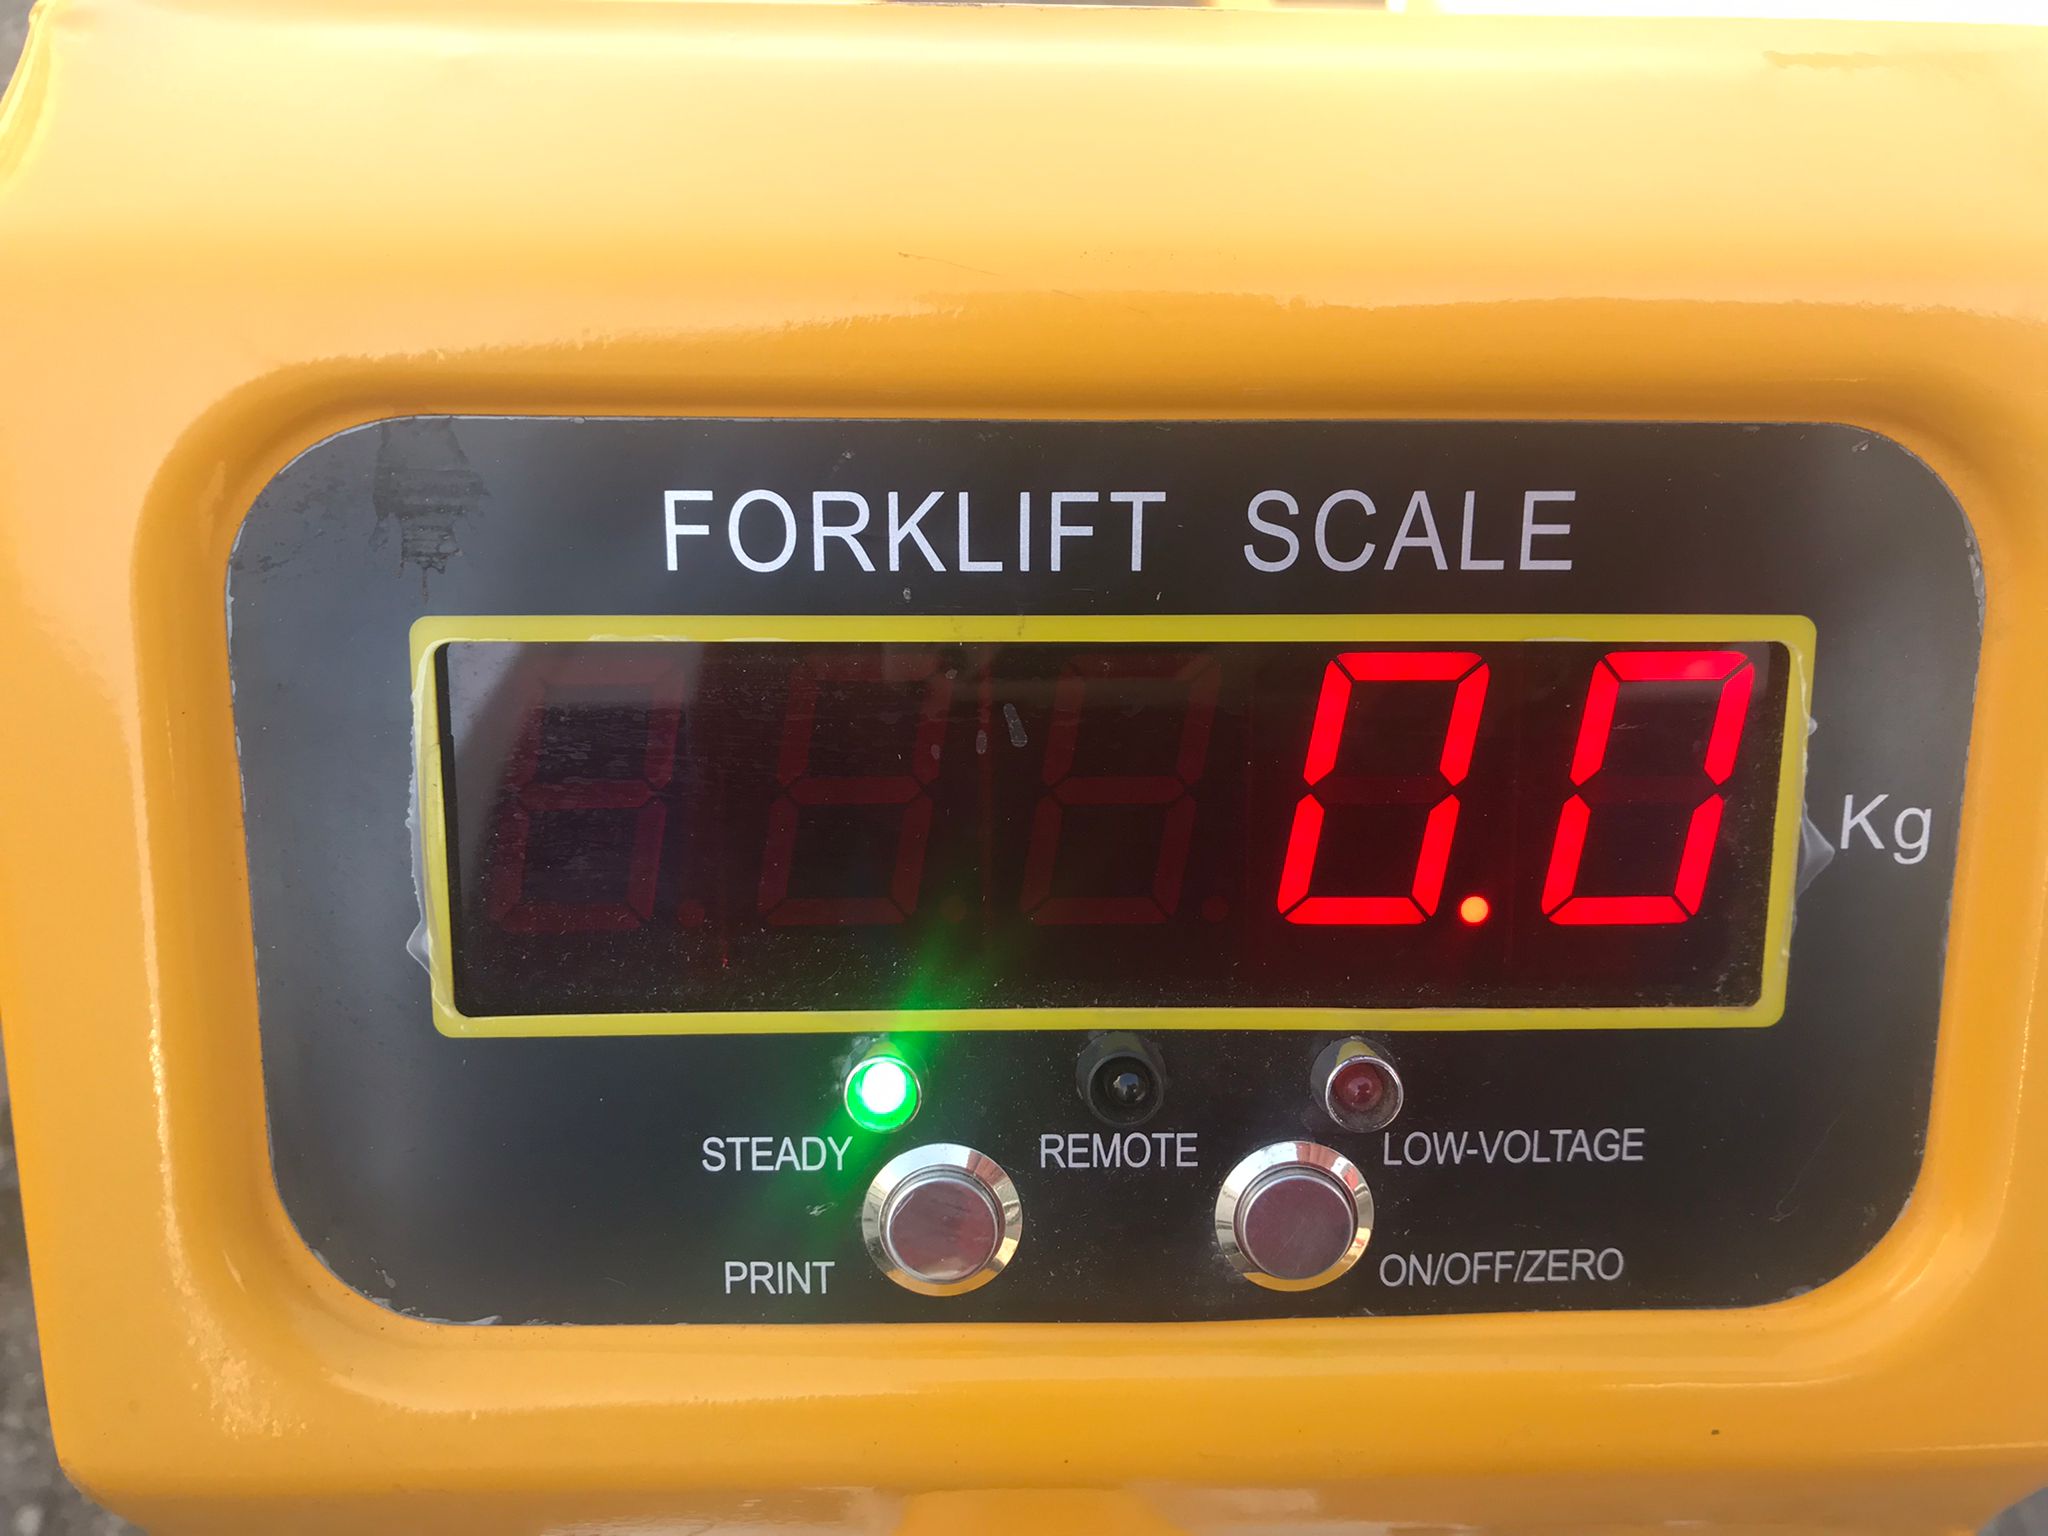 FORKLIFT SCALE
0.0
Kg
STEADY REMOTE LOW-VOLTAGE
PRINT ON/OFF/ZERO